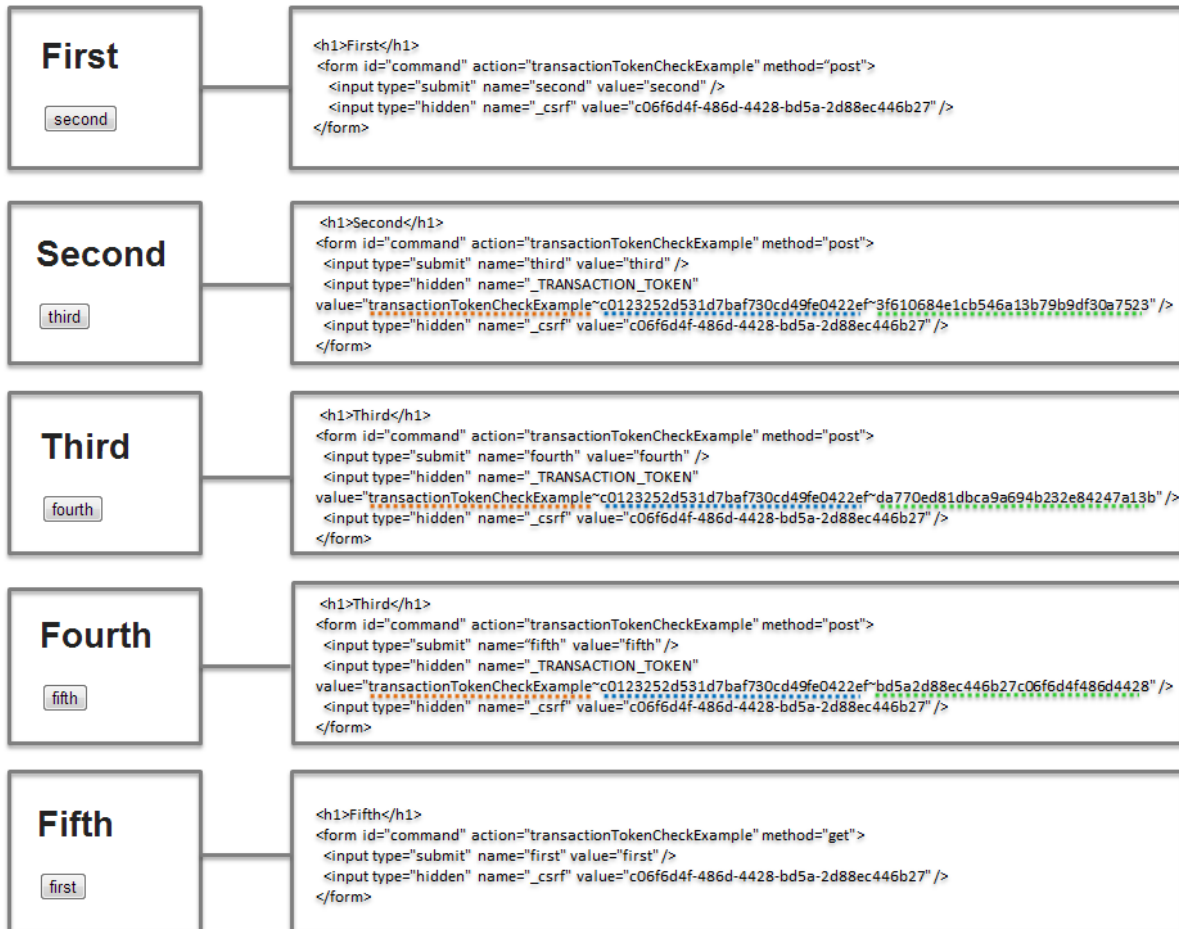 First
second
<h1>First</h1>
<form id="command" action="transactionTokenCheckExample" method=“post">
<input type="submit" name="second" value="second" />
<input type="hidden" name="_csrf" value="c06f6d4f-486d-4428-bd5a-2d88ec446b27" />
</form>
Second
third
<h1>Second</h1>
<form id="command" action="transactionTokenCheckExample" method="post">
<input type="submit" name="third" value="third" />
<input type="hidden" name="_TRANSACTION_TOKEN"
value="transactionTokenCheckExample~c0123252d531d7baf730cd49fe0422ef~3f610684e1cb546a13b79b9df30a7523" />
<input type="hidden" name="_csrf" value="c06f6d4f-486d-4428-bd5a-2d88ec446b27" />
</form>
Third
fourth
<h1>Third</h1>
<form id="command" action="transactionTokenCheckExample" method="post">
<input type="submit" name="fourth" value="fourth" />
<input type="hidden" name="_TRANSACTION_TOKEN"
value="transactionTokenCheckExample~c0123252d531d7baf730cd49fe0422ef~da770ed81dbca9a694b232e84247a13b" />
<input type="hidden" name="_csrf" value="c06f6d4f-486d-4428-bd5a-2d88ec446b27" />
</form>
Fourth
fifth
<h1>Third</h1>
<form id="command" action="transactionTokenCheckExample" method="post">
<input type="submit" name=“fifth" value="fifth" />
<input type="hidden" name="_TRANSACTION_TOKEN"
value="transactionTokenCheckExample~c0123252d531d7baf730cd49fe0422ef~bd5a2d88ec446b27c06f6d4f486d4428" />
<input type="hidden" name="_csrf" value="c06f6d4f-486d-4428-bd5a-2d88ec446b27" />
</form>
Fifth
first
<h1>Fifth</h1>
<form id="command" action="transactionTokenCheckExample" method="get">
<input type="submit" name="first" value="first" />
<input type="hidden" name="_csrf" value="c06f6d4f-486d-4428-bd5a-2d88ec446b27" />
</form>